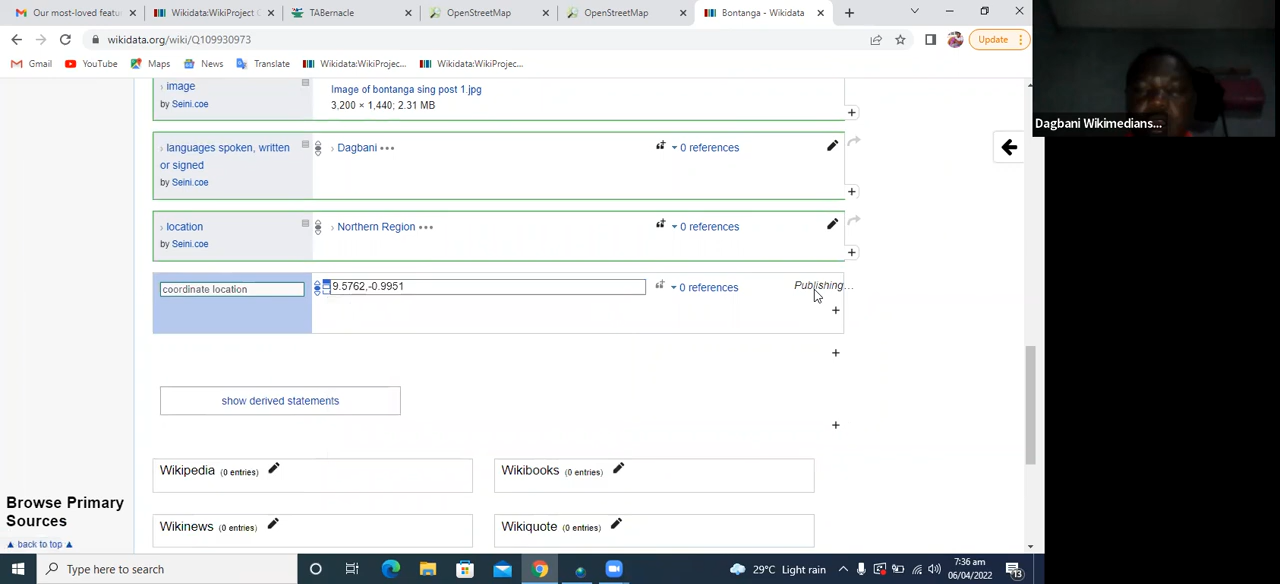 Our most-loved featu
Wikidata:WikiProject G
TABernacle
OpenStreetMap
OpenStreetMap
Bontanga - Wikidata
wikidata.org/wiki/Q109930973
Update
Gmail
YouTube
Maps
News
Translate
Wikidata:WikiProjec...
Wikidata:WikiProjec...
Dagbani Wikimedians...
image
by Seini.coe
Image of bontanga sing post 1.jpg
3,200 × 1,440; 2.31 MB
languages spoken, written
or signed
by Seini.coe
Dagbani
0 references
location
by Seini.coe
Northern Region
0 references
coordinate location
9.5762,-0.9951
0 references
Publishing...
show derived statements
Wikipedia (0 entries)
Wikibooks (0 entries)
Wikinews (0 entries)
Wikiquote (0 entries)
Browse Primary
Sources
▲ back to top ▲
Type here to search
29°C Light rain
7:36 am
06/04/2022
13